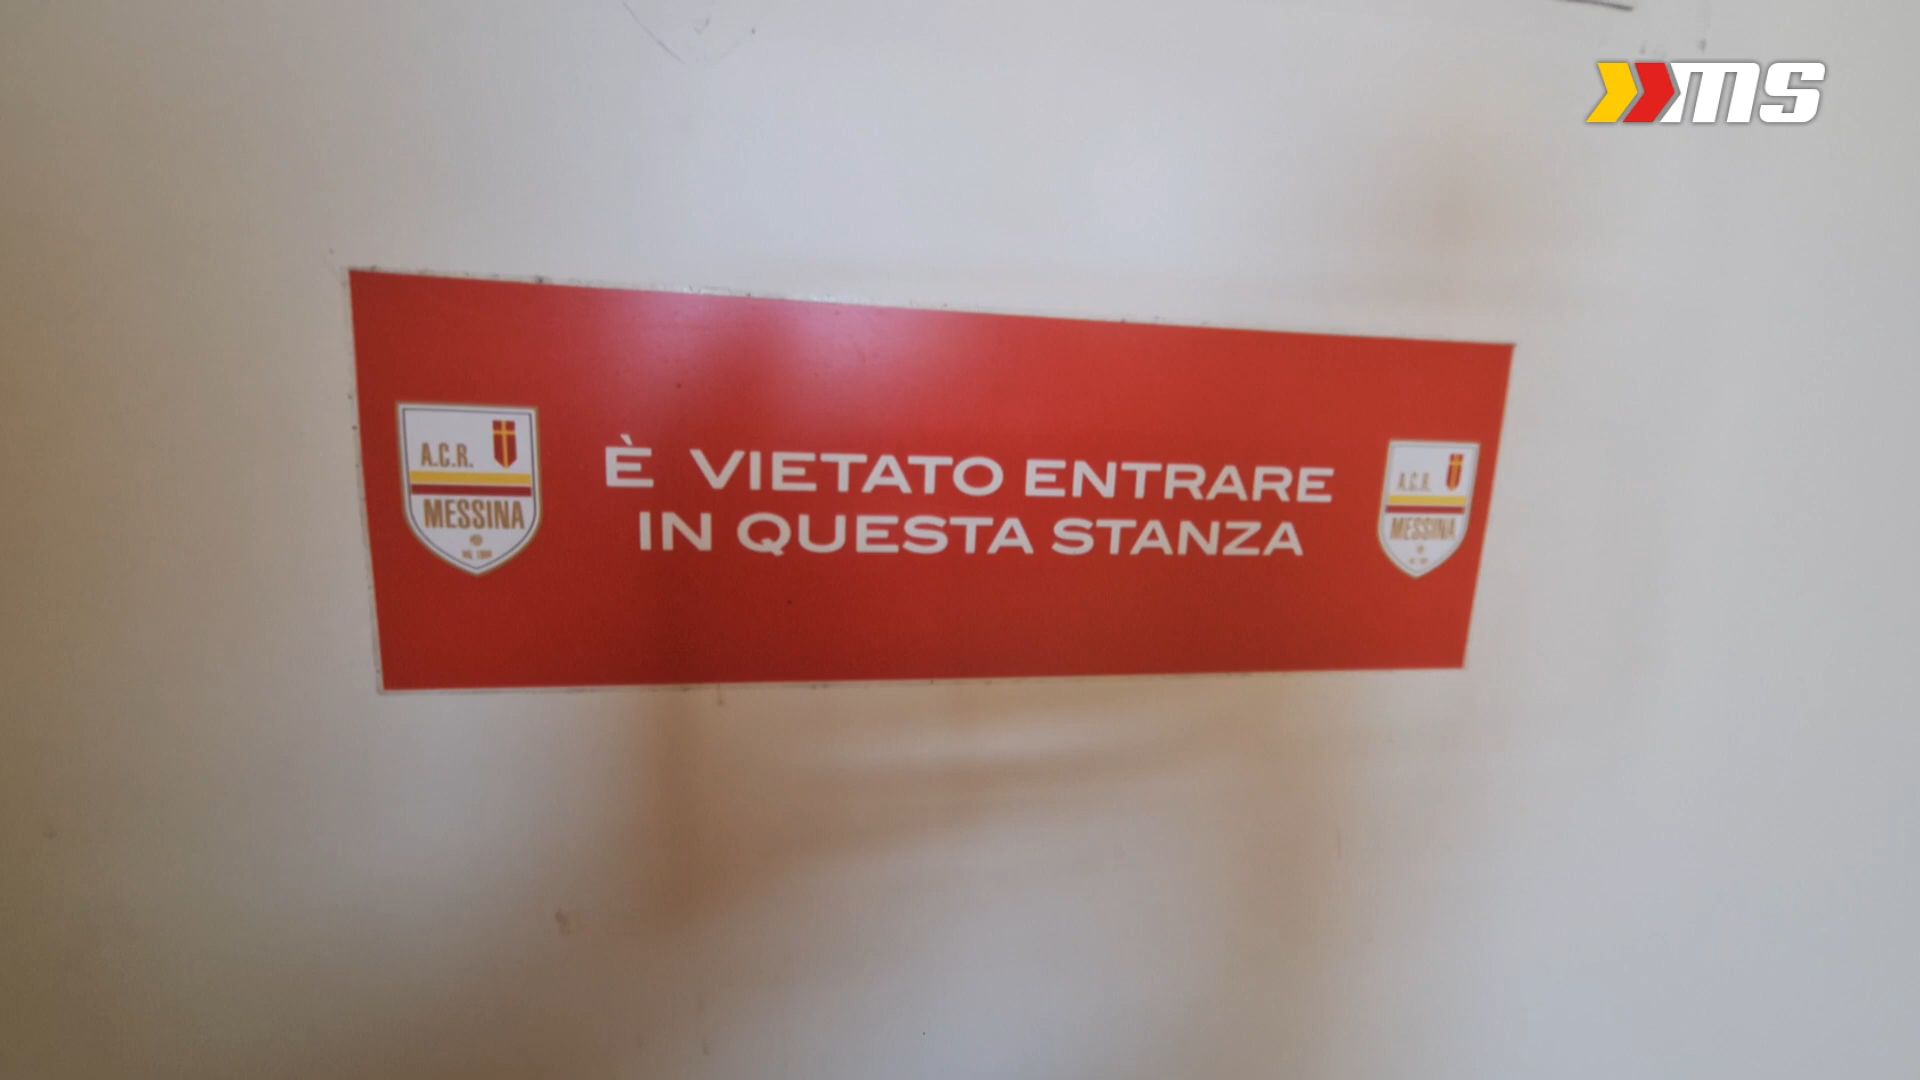 ms
A.C.R.
MESSINA
È VIETATO ENTRARE
IN QUESTA STANZA
A.C.R.
MESSINA